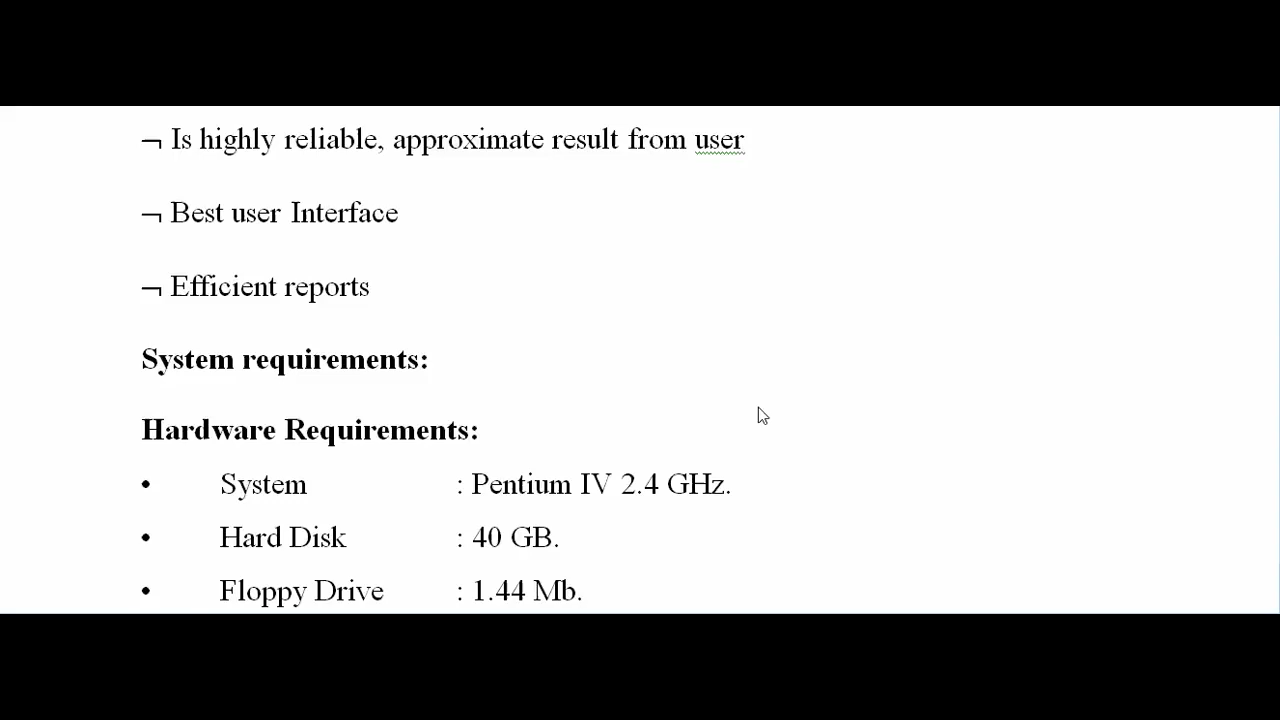 ¬ Is highly reliable, approximate result from user
¬ Best user Interface
¬ Efficient reports
System requirements:
Hardware Requirements:
• System : Pentium IV 2.4 GHz.
• Hard Disk : 40 GB.
• Floppy Drive : 1.44 Mb.